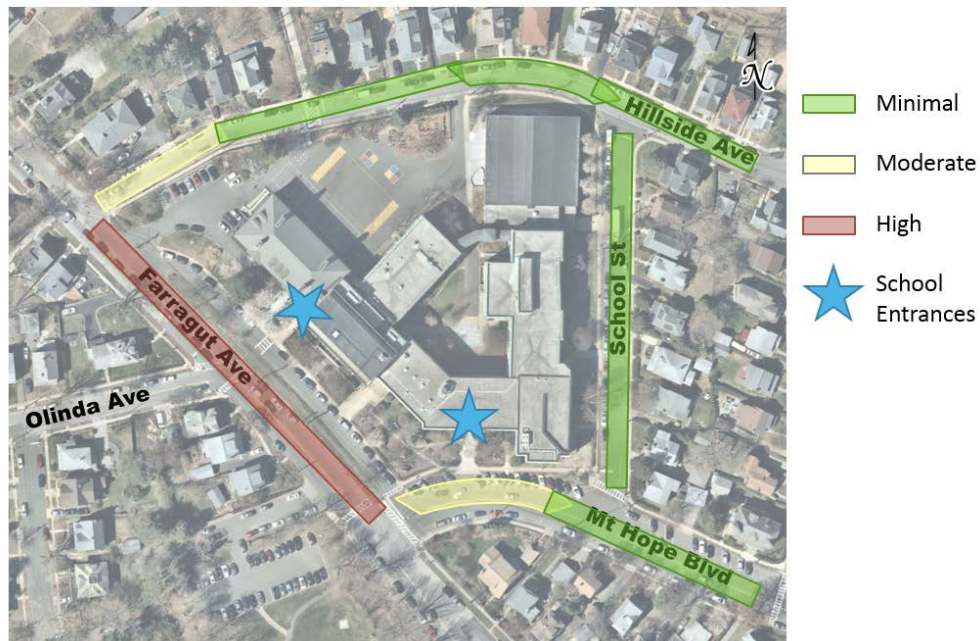 N
Hillside Ave
School St
Farragut Ave
Olinda Ave
Mt Hope Blvd
Minimal
Moderate
High
School
Entrances